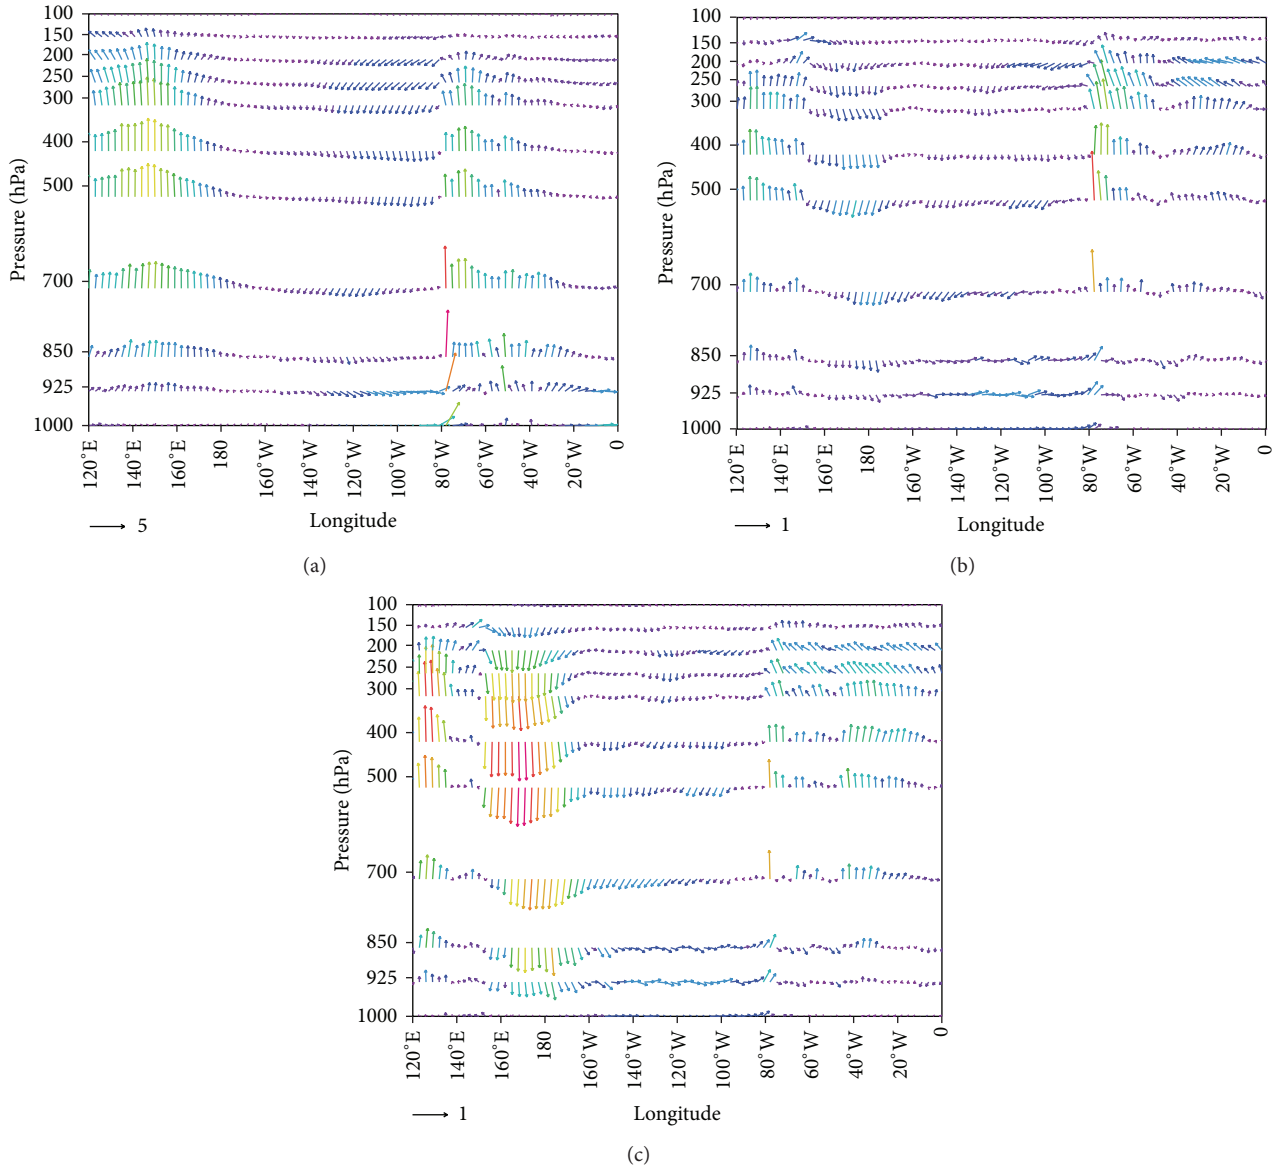 Pressure (hPa)
100
150
200
250
300
400
500
700
850
925
1000
120°E
140°E
160°E
180
160°W
140°W
120°W
100°W
80°W
60°W
40°W
20°W
0
5
Longitude
(a)
Pressure (hPa)
100
150
200
250
300
400
500
700
850
925
1000
120°E
140°E
160°E
180
160°W
140°W
120°W
100°W
80°W
60°W
40°W
20°W
0
1
Longitude
(b)
Pressure (hPa)
100
150
200
250
300
400
500
700
850
925
1000
120°E
140°E
160°E
180
160°W
140°W
120°W
100°W
80°W
60°W
40°W
20°W
0
1
Longitude
(c)